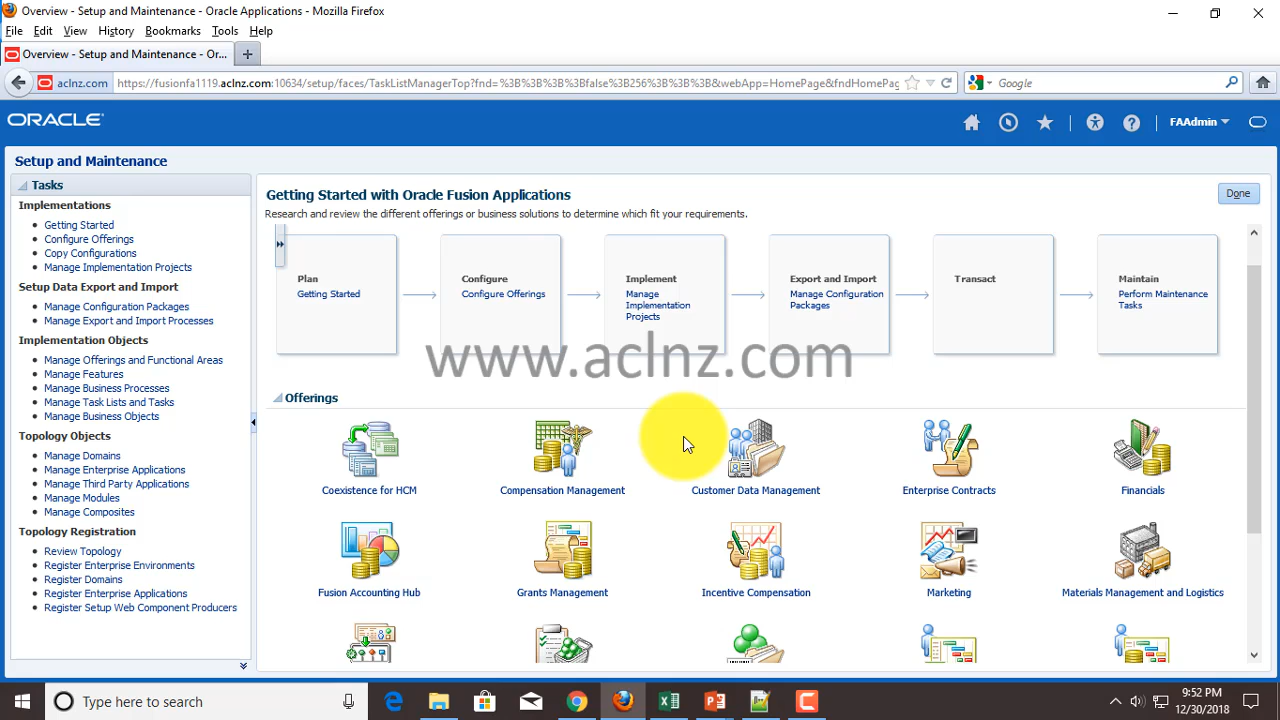 Overview - Setup and Maintenance - Oracle Applications - Mozilla Firefox
File Edit View History Bookmarks Tools Help
Overview - Setup and Maintenance - Or...
aclnz.com https://fusionfa1119.aclnz.com:10634/setup/faces/TaskListManagerTop?fnd=%3B%3B%3B%3Bfalse%3B256%3B%3B%3B&webApp=HomePage&fndHomePag Google
ORACLE
FAAdmin
Setup and Maintenance
Tasks
Implementations
Getting Started
Configure Offerings
Copy Configurations
Manage Implementation Projects
Setup Data Export and Import
Manage Configuration Packages
Manage Export and Import Processes
Implementation Objects
Manage Offerings and Functional Areas
Manage Features
Manage Business Processes
Manage Task Lists and Tasks
Manage Business Objects
Topology Objects
Manage Domains
Manage Enterprise Applications
Manage Third Party Applications
Manage Modules
Manage Composites
Topology Registration
Review Topology
Register Enterprise Environments
Register Domains
Register Enterprise Applications
Register Setup Web Component Producers
Getting Started with Oracle Fusion Applications
Done
Research and review the different offerings or business solutions to determine which fit your requirements.
Plan
Getting Started
Configure
Configure Offerings
Implement
Manage
Implementation
Projects
Export and Import
Manage Configuration
Packages
Transact
Maintain
Perform Maintenance
Tasks
www.aclnz.com
Offerings
Coexistence for HCM
Compensation Management
Customer Data Management
Enterprise Contracts
Financials
Fusion Accounting Hub
Grants Management
Incentive Compensation
Marketing
Materials Management and Logistics
Type here to search
9:52 PM
12/30/2018